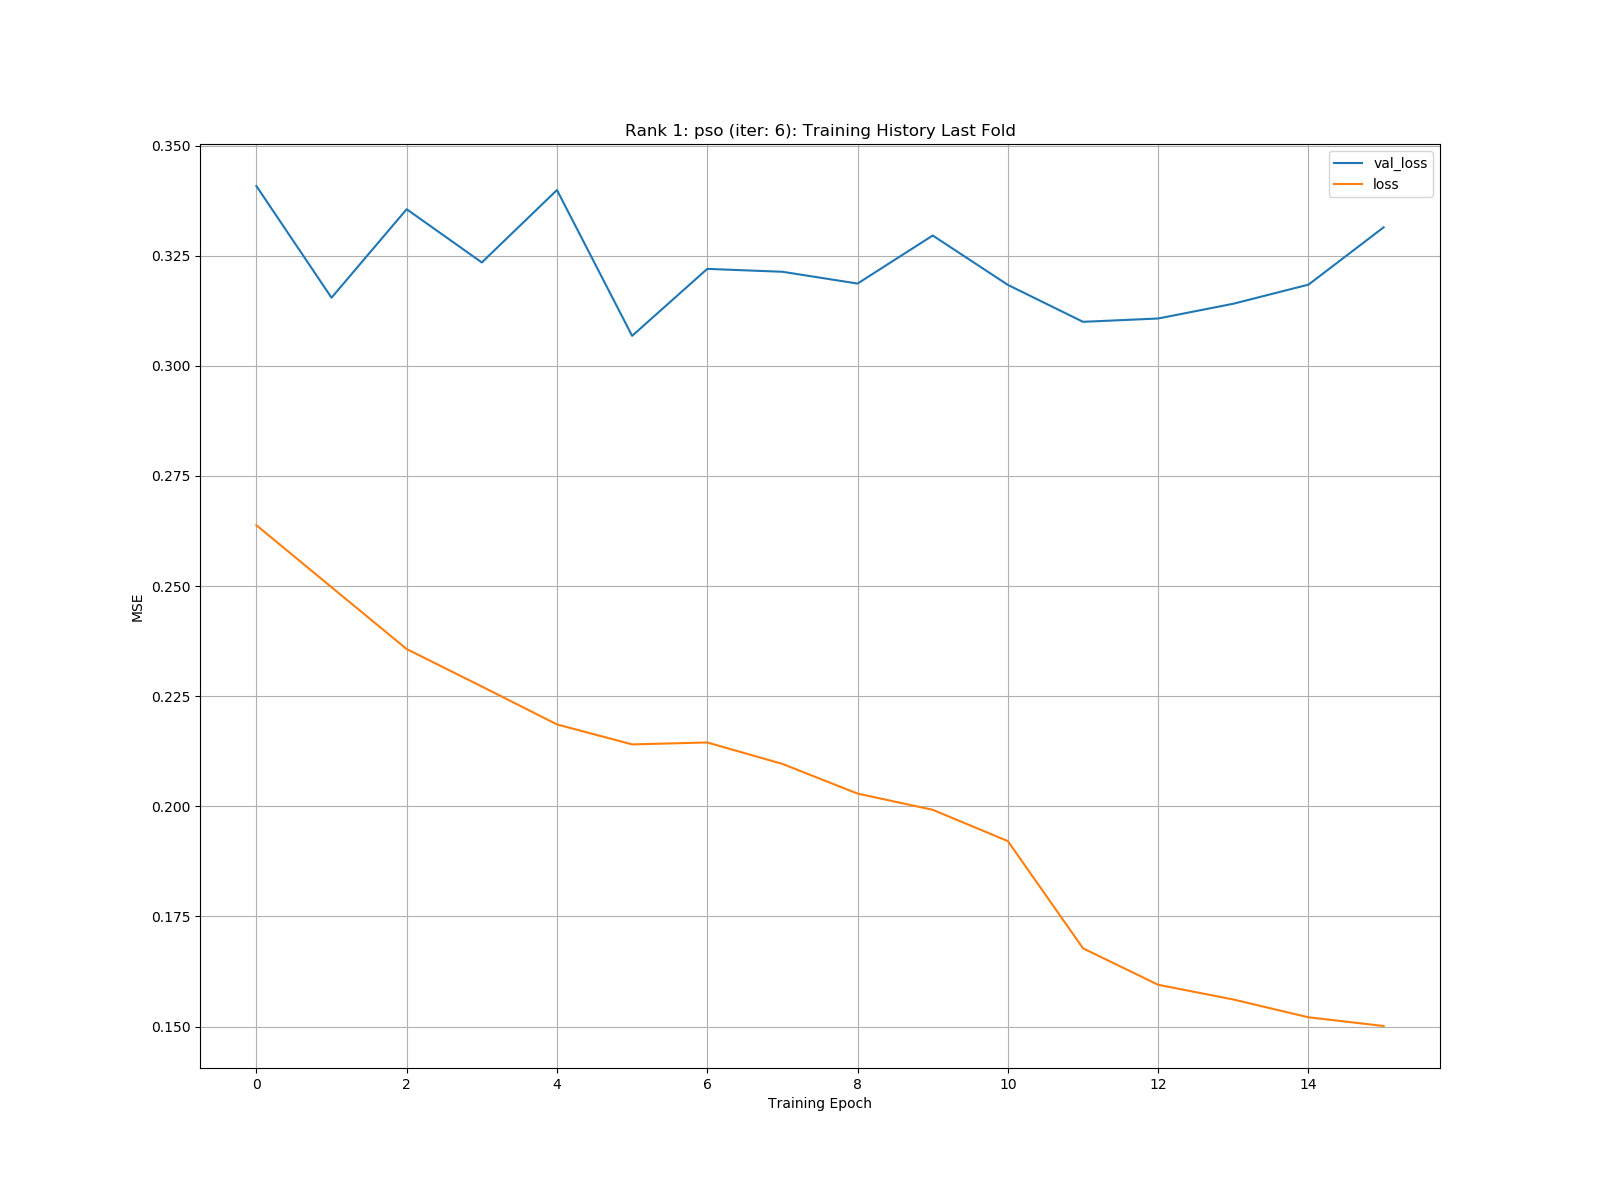 Rank 1: pso (iter: 6): Training History Last Fold
val_loss
loss
0.350
0.325
0.300
0.275
0.250
0.225
0.200
0.175
0.150
MSE
0 2 4 6 8 10 12 14
Training Epoch